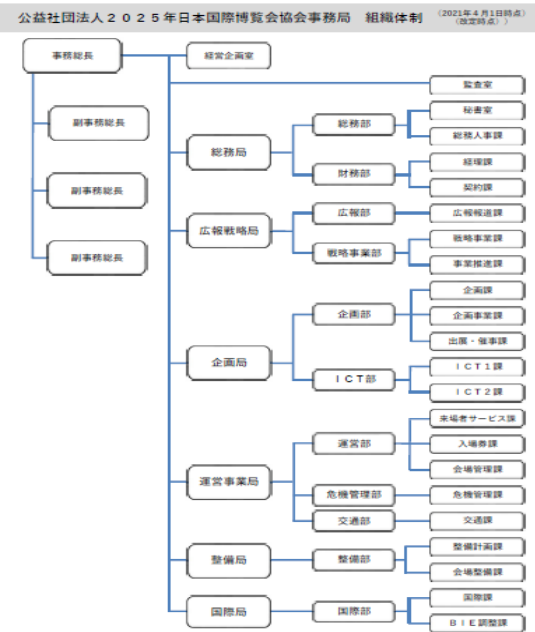 公益社団法人２０２５年日本国際博覧会協会事務局　組織体制　（2021年４月1日時点）
（改定時点））
事務総長
経営企画室
監査室
副事務総長
副事務総長
副事務総長
総務局
総務部
秘書室
総務人事課
財務部
経理課
契約課
広報戦略局
広報部
広報報道課
戦略事業部
戦略事業課
事業推進課
企画局
企画部
企画課
企画事業課
出展・催事課
ＩＣＴ部
ＩＣＴ１課
ＩＣＴ２課
運営事業局
運営部
来場者サービス課
入場券課
会場管理課
危機管理部
危機管理課
交通部
交通課
整備局
整備部
整備計画課
会場整備課
国際局
国際部
国際課
ＢＩＥ調整課